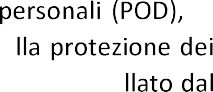 personali (POD),
lla protezione dei
llato dal